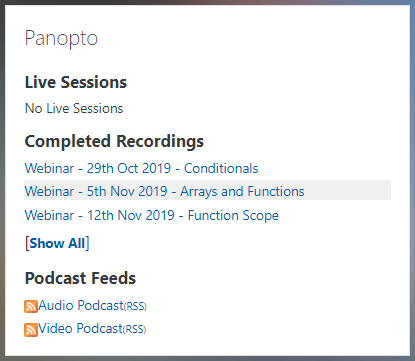 Panopto
Live Sessions
No Live Sessions
Completed Recordings
Webinar - 29th Oct 2019 - Conditionals
Webinar - 5th Nov 2019 - Arrays and Functions
Webinar - 12th Nov 2019 - Function Scope
[Show All]
Podcast Feeds
Audio Podcast(RSS)
Video Podcast(RSS)